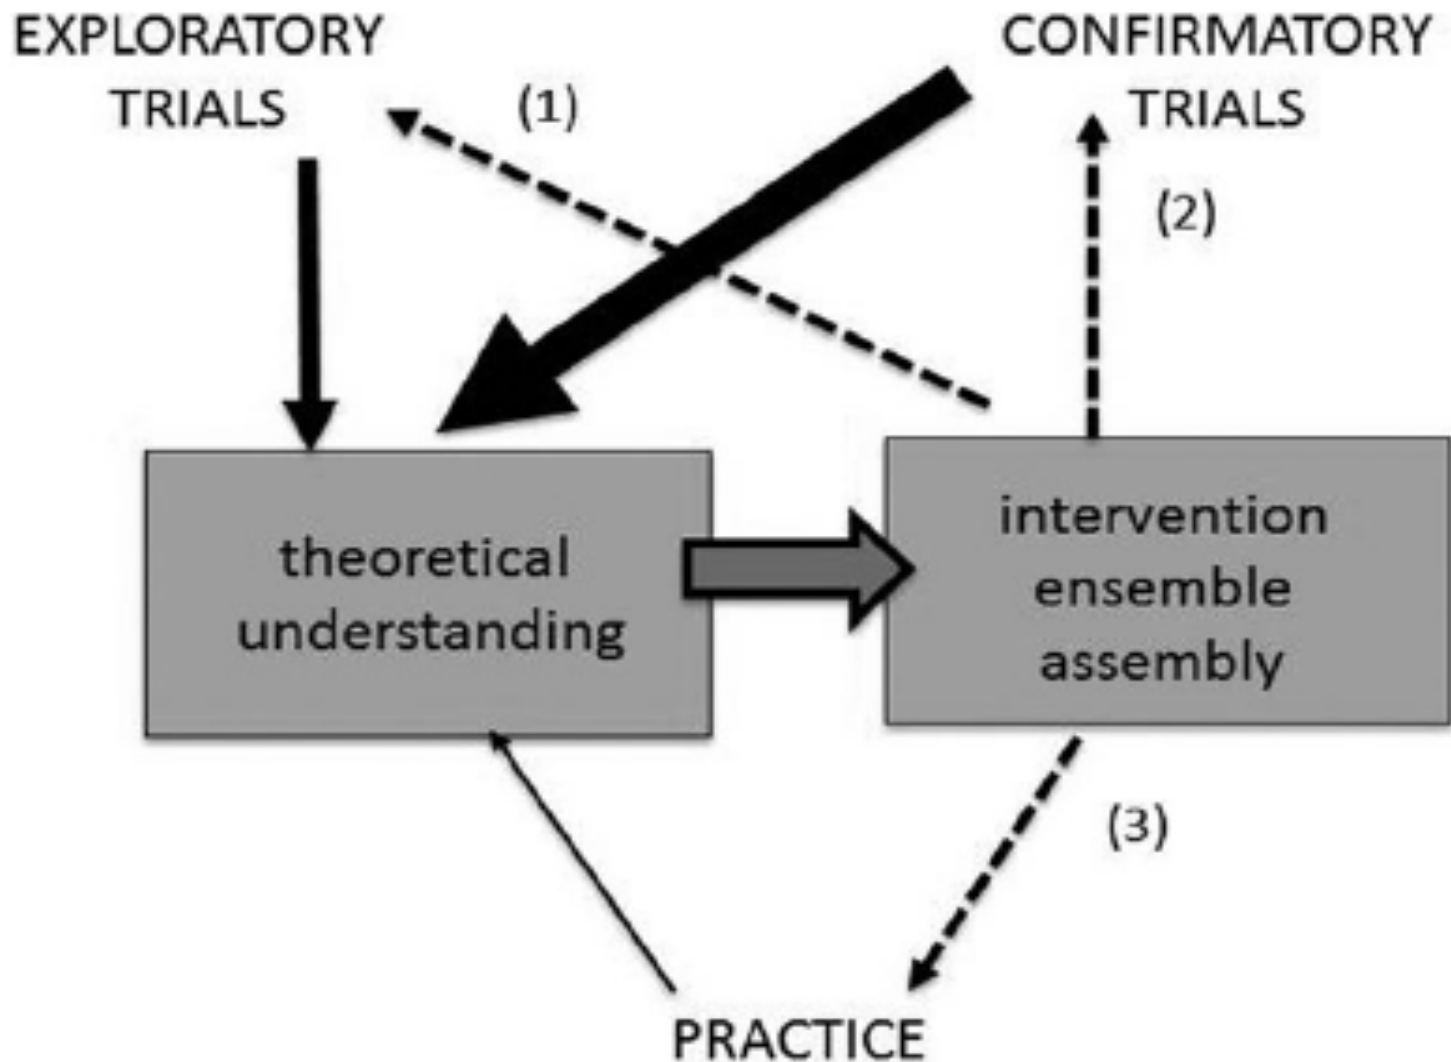 EXPLORATORY
TRIALS
(1)
CONFIRMATORY
TRIALS
(2)
theoretical
understanding
intervention
ensemble
assembly
(3)
PRACTICE